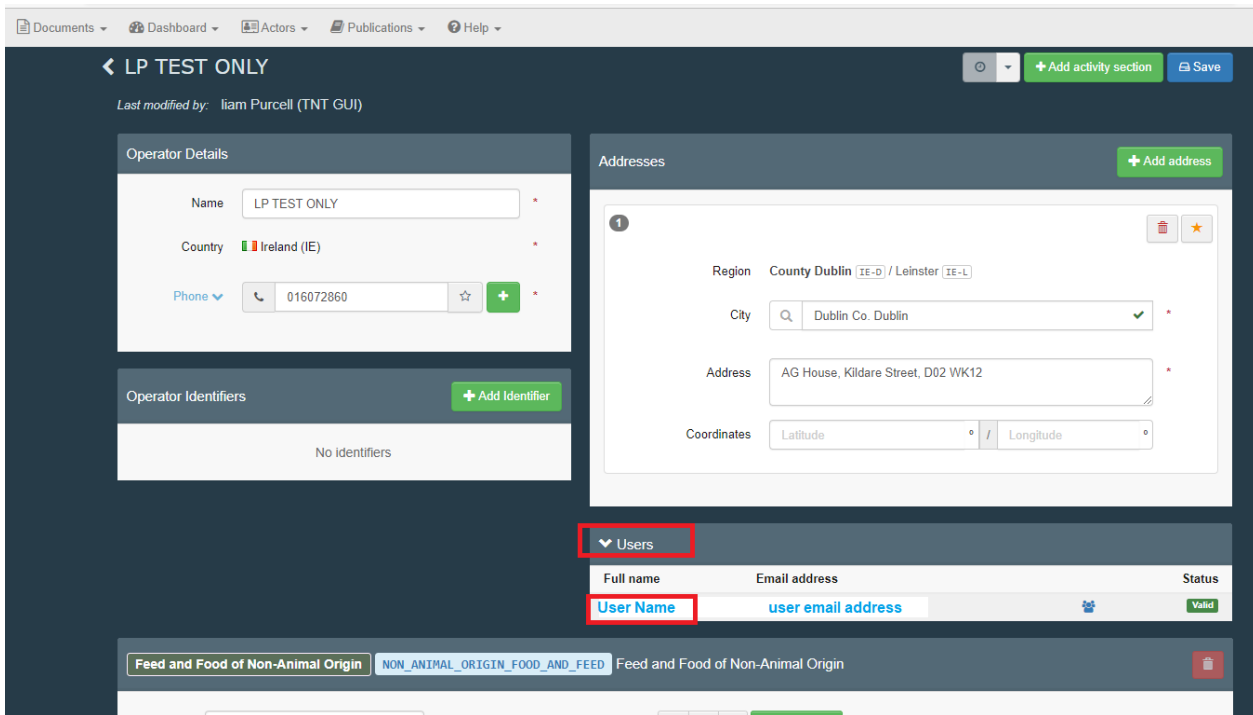 Documents Dashboard Actors Publications Help
LP TEST ONLY
Add activity section Save
Last modified by: liam Purcell (TNT GUI)
Operator Details
Name LP TEST ONLY *
Country Ireland (IE) *
Phone 016072860 *
Operator Identifiers Add Identifier
No identifiers
Addresses Add address
1
Region County Dublin IE-D / Leinster IE-L
City Dublin Co. Dublin *
Address AG House, Kildare Street, D02 WK12 *
Coordinates Latitude ° / Longitude °
Users
Full name Email address Status
User Name user email address Valid
Feed and Food of Non-Animal Origin NON_ANIMAL_ORIGIN_FOOD_AND_FEED Feed and Food of Non-Animal Origin